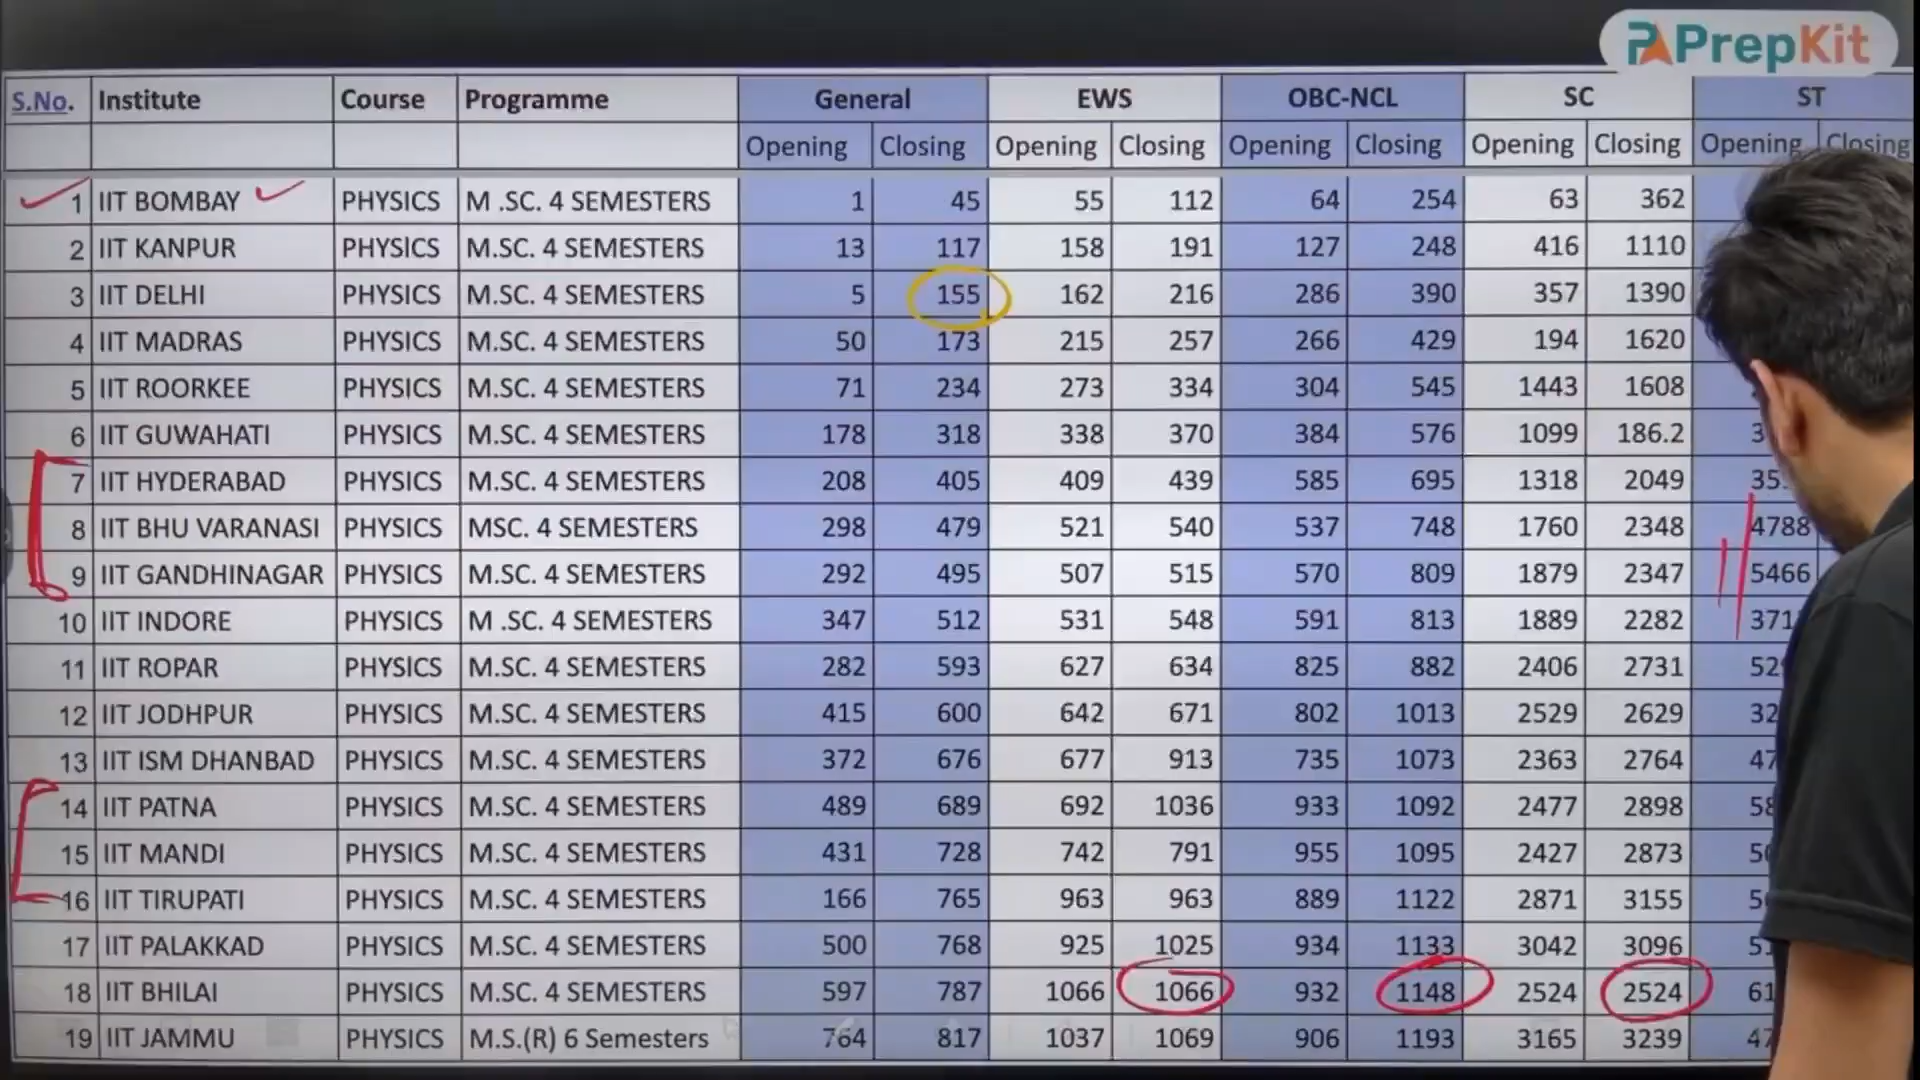 PrepKit
S.No. Institute Course Programme General EWS OBC-NCL SC ST
Opening Closing Opening Closing Opening Closing Opening Closing Opening Closing
1 IIT BOMBAY PHYSICS M .SC. 4 SEMESTERS 1 45 55 112 64 254 63 362
2 IIT KANPUR PHYSICS M.SC. 4 SEMESTERS 13 117 158 191 127 248 416 1110
3 IIT DELHI PHYSICS M.SC. 4 SEMESTERS 5 155 162 216 286 390 357 1390
4 IIT MADRAS PHYSICS M.SC. 4 SEMESTERS 50 173 215 257 266 429 194 1620
5 IIT ROORKEE PHYSICS M.SC. 4 SEMESTERS 71 234 273 334 304 545 1443 1608
6 IIT GUWAHATI PHYSICS M.SC. 4 SEMESTERS 178 318 338 370 384 576 1099 186.2
7 IIT HYDERABAD PHYSICS M.SC. 4 SEMESTERS 208 405 409 439 585 695 1318 2049
8 IIT BHU VARANASI PHYSICS MSC. 4 SEMESTERS 298 479 521 540 537 748 1760 2348 4788
9 IIT GANDHINAGAR PHYSICS M.SC. 4 SEMESTERS 292 495 507 515 570 809 1879 2347 5466
10 IIT INDORE PHYSICS M .SC. 4 SEMESTERS 347 512 531 548 591 813 1889 2282
11 IIT ROPAR PHYSICS M.SC. 4 SEMESTERS 282 593 627 634 825 882 2406 2731
12 IIT JODHPUR PHYSICS M.SC. 4 SEMESTERS 415 600 642 671 802 1013 2529 2629
13 IIT ISM DHANBAD PHYSICS M.SC. 4 SEMESTERS 372 676 677 913 735 1073 2363 2764
14 IIT PATNA PHYSICS M.SC. 4 SEMESTERS 489 689 692 1036 933 1092 2477 2898
15 IIT MANDI PHYSICS M.SC. 4 SEMESTERS 431 728 742 791 955 1095 2427 2873
16 IIT TIRUPATI PHYSICS M.SC. 4 SEMESTERS 166 765 963 963 889 1122 2871 3155
17 IIT PALAKKAD PHYSICS M.SC. 4 SEMESTERS 500 768 925 1025 934 1133 3042 3096
18 IIT BHILAI PHYSICS M.SC. 4 SEMESTERS 597 787 1066 1066 932 1148 2524 2524
19 IIT JAMMU PHYSICS M.S.(R) 6 Semesters 764 817 1037 1069 906 1193 3165 3239